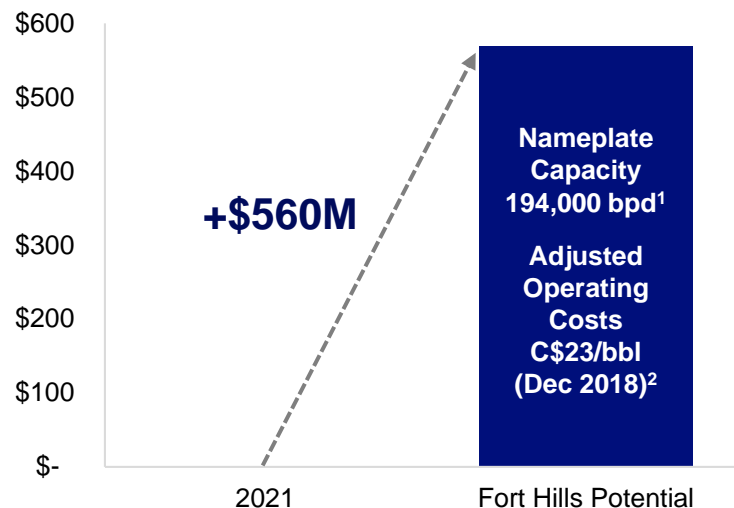 $600
$500
$400
$300
$200
$100
$-
+$560M
Nameplate
Capacity
194,000 bpd¹
Adjusted
Operating
Costs
C$23/bbl
(Dec 2018)²
2021
Fort Hills Potential